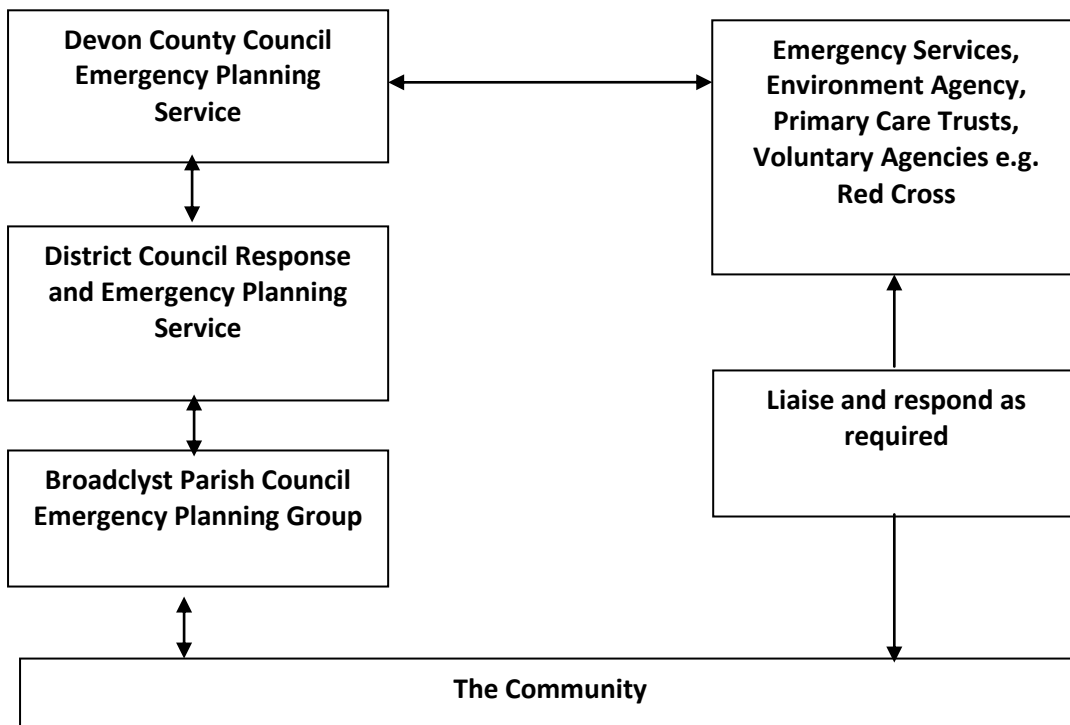 Devon County Council
Emergency Planning
Service
Emergency Services,
Environment Agency,
Primary Care Trusts,
Voluntary Agencies e.g.
Red Cross
District Council Response
and Emergency Planning
Service
Liaise and respond as
required
Broadclyst Parish Council
Emergency Planning Group
The Community